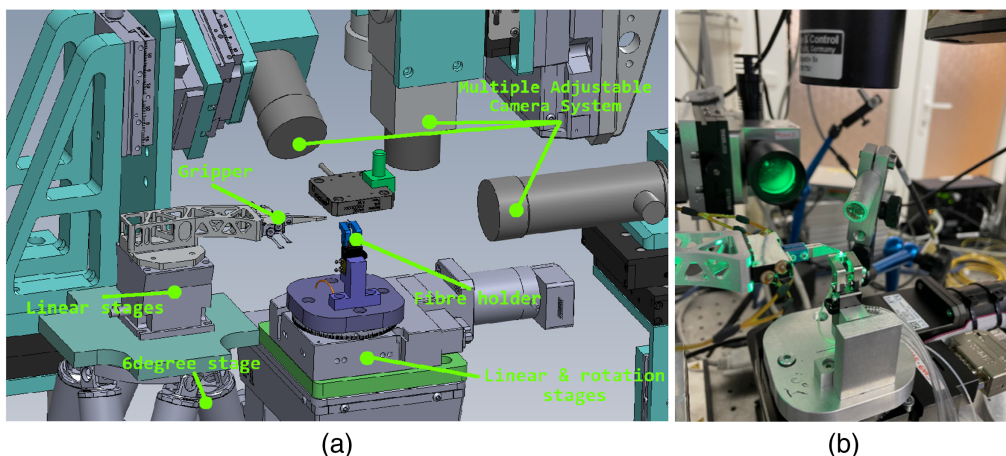 Multiple Adjustable
Camera System
Gripper
Linear stages
Fibre holder
6degree stage
Linear & rotation
stages
& Control
Germany
(a)
(b)